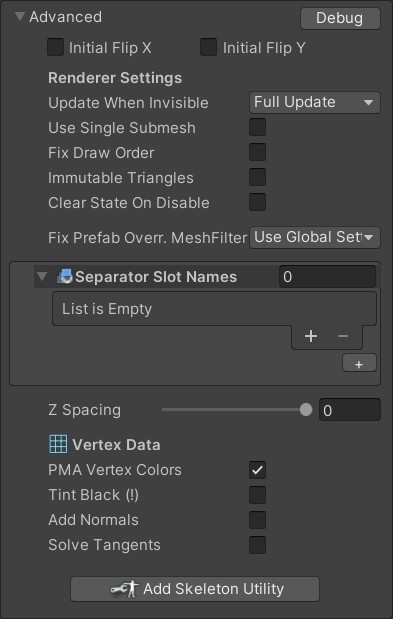 Advanced
Debug
Initial Flip X
Initial Flip Y
Renderer Settings
Update When Invisible
Full Update
Use Single Submesh
Fix Draw Order
Immutable Triangles
Clear State On Disable
Fix Prefab Overr. MeshFilter
Use Global Set
Separator Slot Names
0
List is Empty
+ −
+
Z Spacing
0
Vertex Data
PMA Vertex Colors
Tint Black (!)
Add Normals
Solve Tangents
Add Skeleton Utility